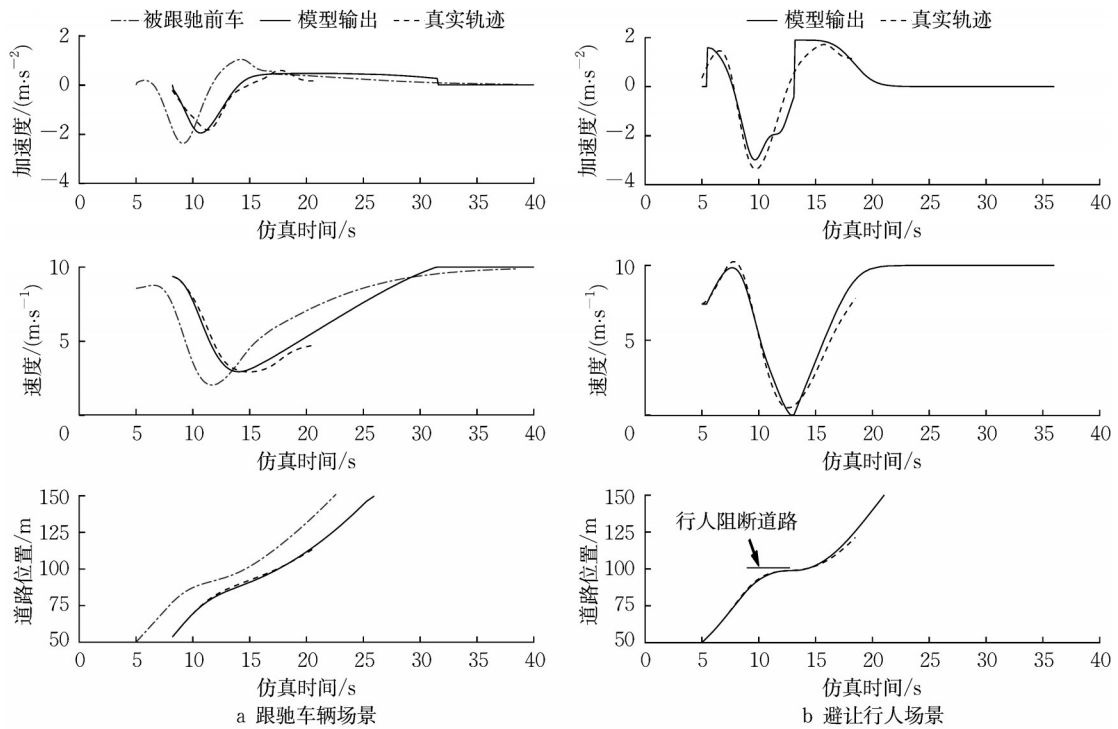 被跟驰前车 模型输出 真实轨迹
2
0
−2
−4
加速度/(m·s−2)
0 5 10 15 20 25 30 35 40
仿真时间/s
10
5
0
速度/(m·s−1)
5 10 15 20 25 30 35 40
仿真时间/s
150
125
100
75
50
道路位置/m
0 5 10 15 20 25 30 35 40
仿真时间/s
a 跟驰车辆场景
模型输出 真实轨迹
2
0
−2
−4
加速度/(m·s−2)
0 5 10 15 20 25 30 35 40
仿真时间/s
10
5
0
速度/(m·s−1)
5 10 15 20 25 30 35 40
仿真时间/s
行人阻断道路
150
125
100
75
50
道路位置/m
0 5 10 15 20 25 30 35 40
仿真时间/s
b 避让行人场景